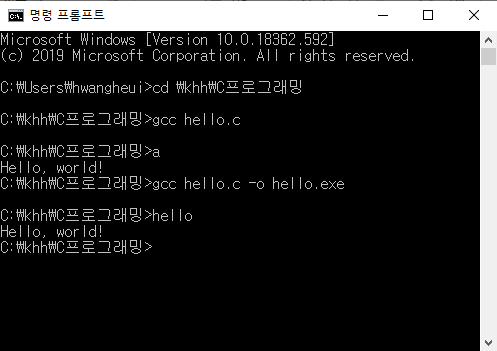 명령 프롬프트
Microsoft Windows [Version 10.0.18362.592]
(c) 2019 Microsoft Corporation. All rights reserved.
C:₩Users₩hwangheui>cd ₩khh₩C프로그래밍
C:₩khh₩C프로그래밍>gcc hello.c
C:₩khh₩C프로그래밍>a
Hello, world!
C:₩khh₩C프로그래밍>gcc hello.c -o hello.exe
C:₩khh₩C프로그래밍>hello
Hello, world!
C:₩khh₩C프로그래밍>